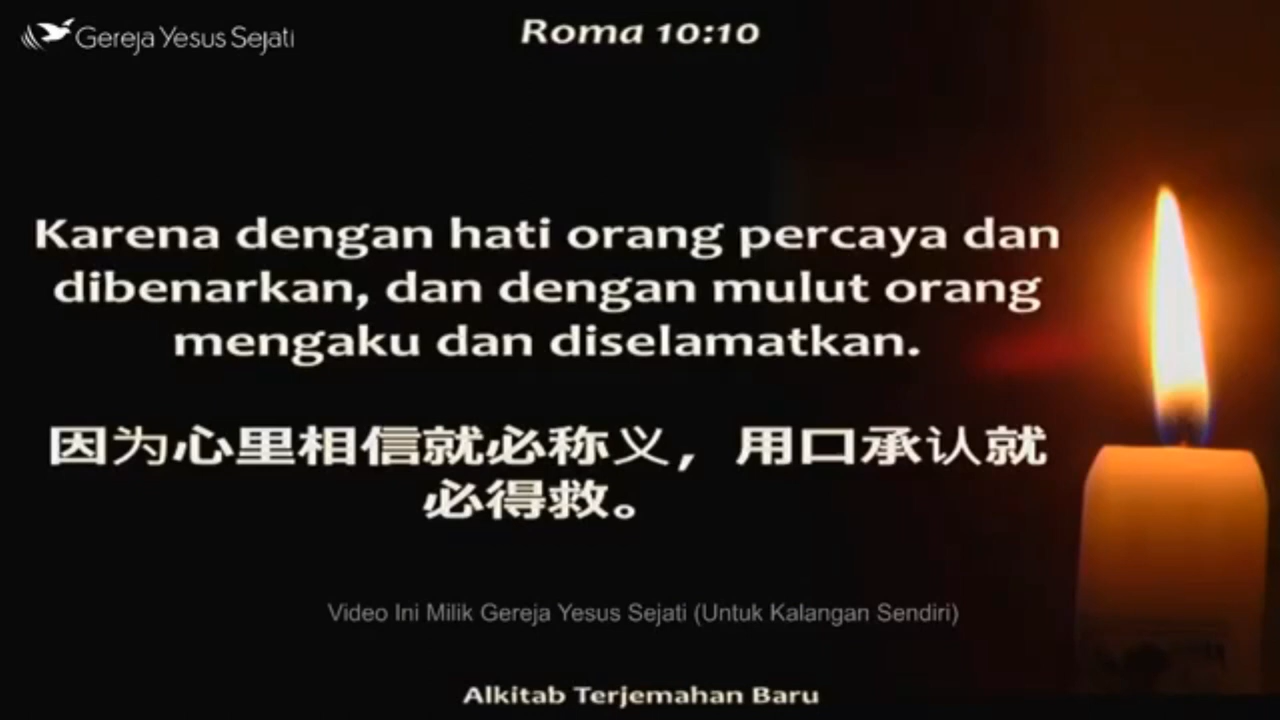 Gereja Yesus Sejati
Roma 10:10
Karena dengan hati orang percaya dan
dibenarkan, dan dengan mulut orang
mengaku dan diselamatkan.
因为心里相信就必称义，用口承认就
必得救。
Video Ini Milik Gereja Yesus Sejati (Untuk Kalangan Sendiri)
Alkitab Terjemahan Baru